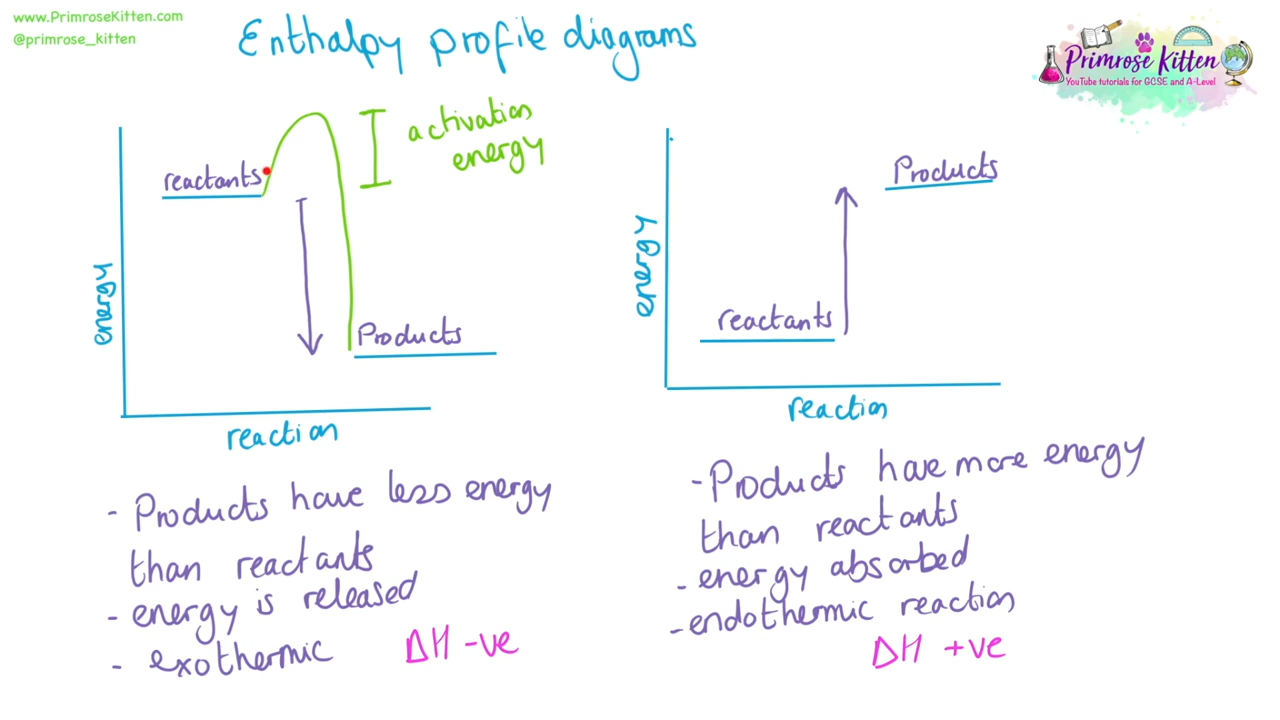 www.PrimroseKitten.com
@primrose_kitten
Enthalpy profile diagrams
Primrose Kitten
YouTube tutorials for GCSE and A-Level
activation
energy
reactants
energy
Products
reaction
- Products have less energy
than reactants
- energy is released
- exothermic ΔH -ve
Products
energy
reactants
reaction
- Products have more energy
than reactants
- energy absorbed
- endothermic reaction
ΔH +ve